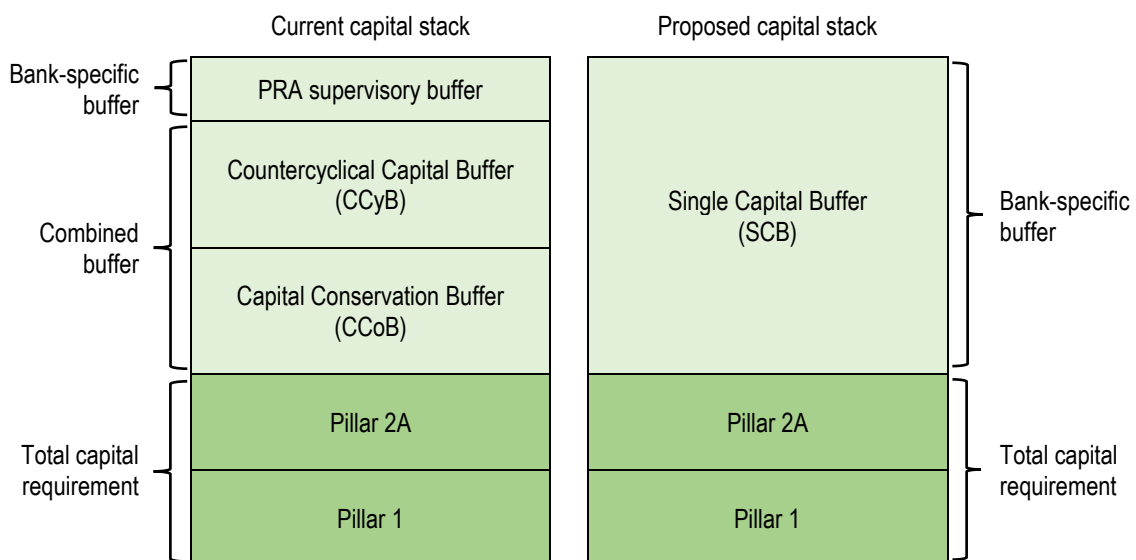 Current capital stack
Proposed capital stack
Bank-specific
buffer
PRA supervisory buffer
Countercyclical Capital Buffer
(CCyB)
Combined
buffer
Capital Conservation Buffer
(CCoB)
Single Capital Buffer
(SCB)
Bank-specific
buffer
Total capital
requirement
Pillar 2A
Pillar 1
Pillar 2A
Pillar 1
Total capital
requirement